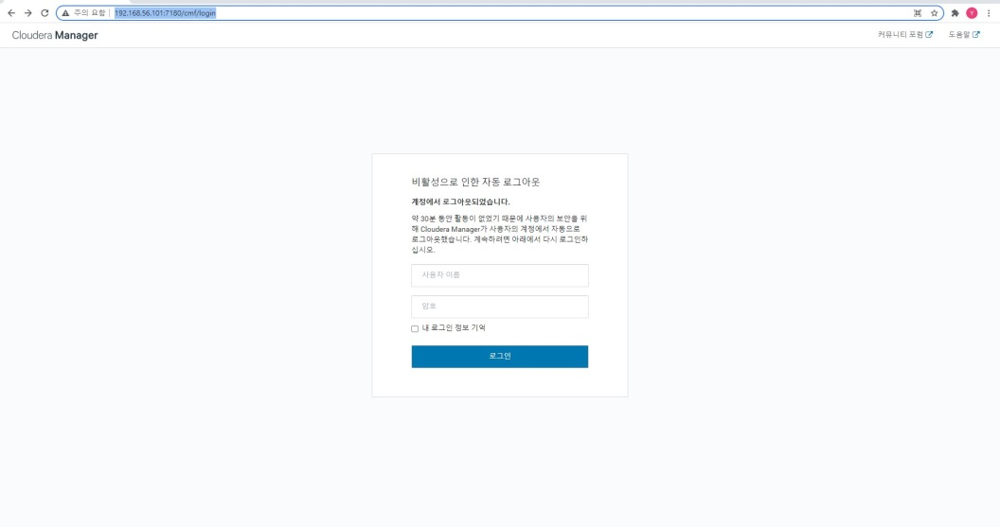 주의 요함 192.168.56.101:7180/cmf/login
Y
Cloudera Manager
커뮤니티 포럼 도움말
비활성으로 인한 자동 로그아웃
계정에서 로그아웃되었습니다.
약 30분 동안 활동이 없었기 때문에 사용자의 보안을 위
해 Cloudera Manager가 사용자의 계정에서 자동으로
로그아웃했습니다. 계속하려면 아래에서 다시 로그인하
십시오.
사용자 이름
암호
내 로그인 정보 기억
로그인